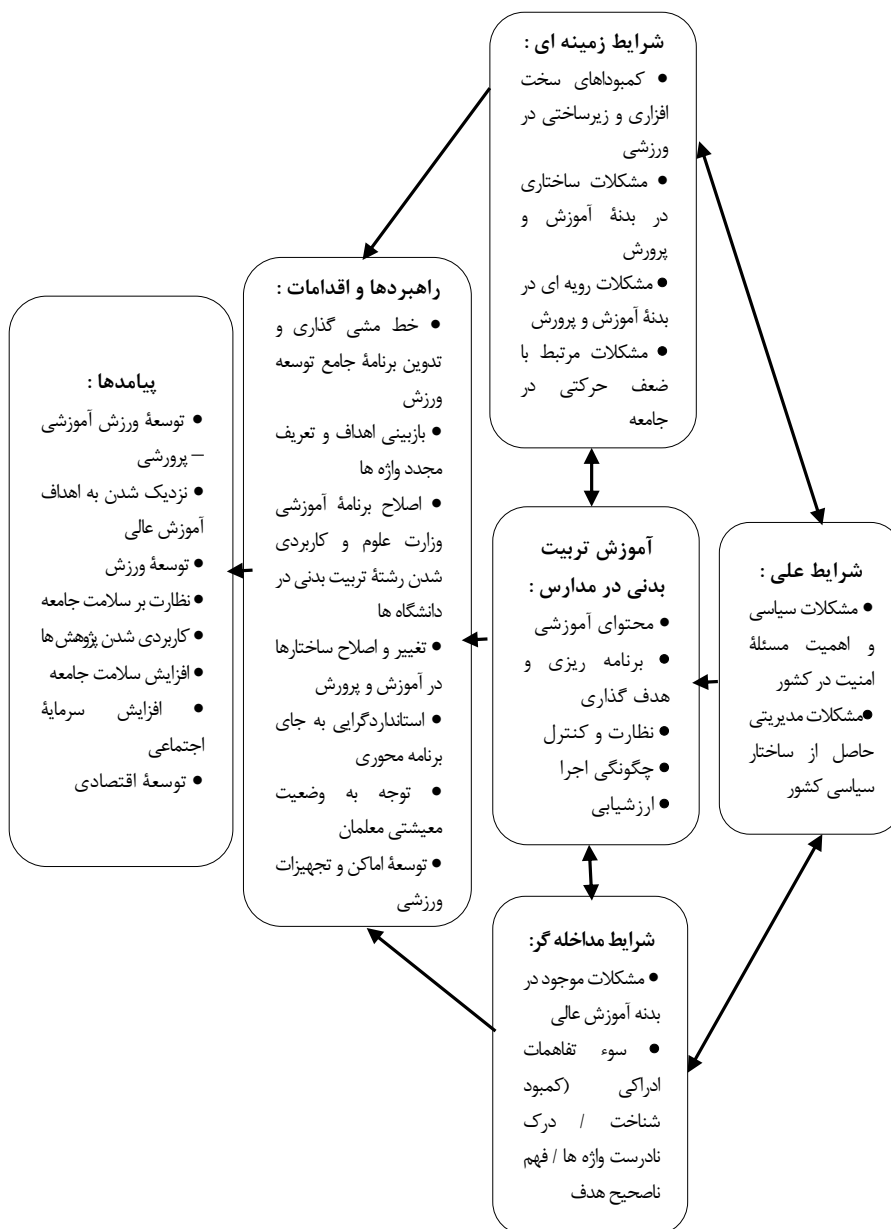 شرایط زمینه ای :
● کمبوداهای سخت
افزاری و زیرساختی در
ورزشی
● مشکلات ساختاری
در بدنهٔ آموزش و
پرورش
● مشکلات رویه ای در
بدنهٔ آموزش و پرورش
● مشکلات مرتبط با
ضعف حرکتی در
جامعه
شرایط علی :
● مشکلات سیاسی
و اهمیت مسئلهٔ
امنیت در کشور
●مشکلات مدیریتی
حاصل از ساختار
سیاسی کشور
آموزش تربیت
بدنی در مدارس :
● محتوای آموزشی
● برنامه ریزی و
هدف گذاری
● نظارت و کنترل
● چگونگی اجرا
● ارزشیابی
شرایط مداخله گر:
● مشکلات موجود در
بدنه آموزش عالی
● سوء تفاهمات
ادراکی (کمبود
شناخت / درک
نادرست واژه ها / فهم
ناصحیح هدف
راهبردها و اقدامات :
● خط مشی گذاری و
تدوین برنامهٔ جامع توسعه
ورزش
● بازبینی اهداف و تعریف
مجدد واژه ها
● اصلاح برنامهٔ آموزشی
وزارت علوم و کاربردی
شدن رشتهٔ تربیت بدنی در
دانشگاه ها
● تغییر و اصلاح ساختارها
در آموزش و پرورش
● استانداردگرایی به جای
برنامه محوری
● توجه به وضعیت
معیشتی معلمان
● توسعهٔ اماکن و تجهیزات
ورزشی
پیامدها :
● توسعهٔ ورزش آموزشی
– پرورشی
● نزدیک شدن به اهداف
آموزش عالی
● توسعهٔ ورزش
● نظارت بر سلامت جامعه
● کاربردی شدن پژوهش‌ها
● افزایش سلامت جامعه
● افزایش سرمایهٔ
اجتماعی
● توسعهٔ اقتصادی